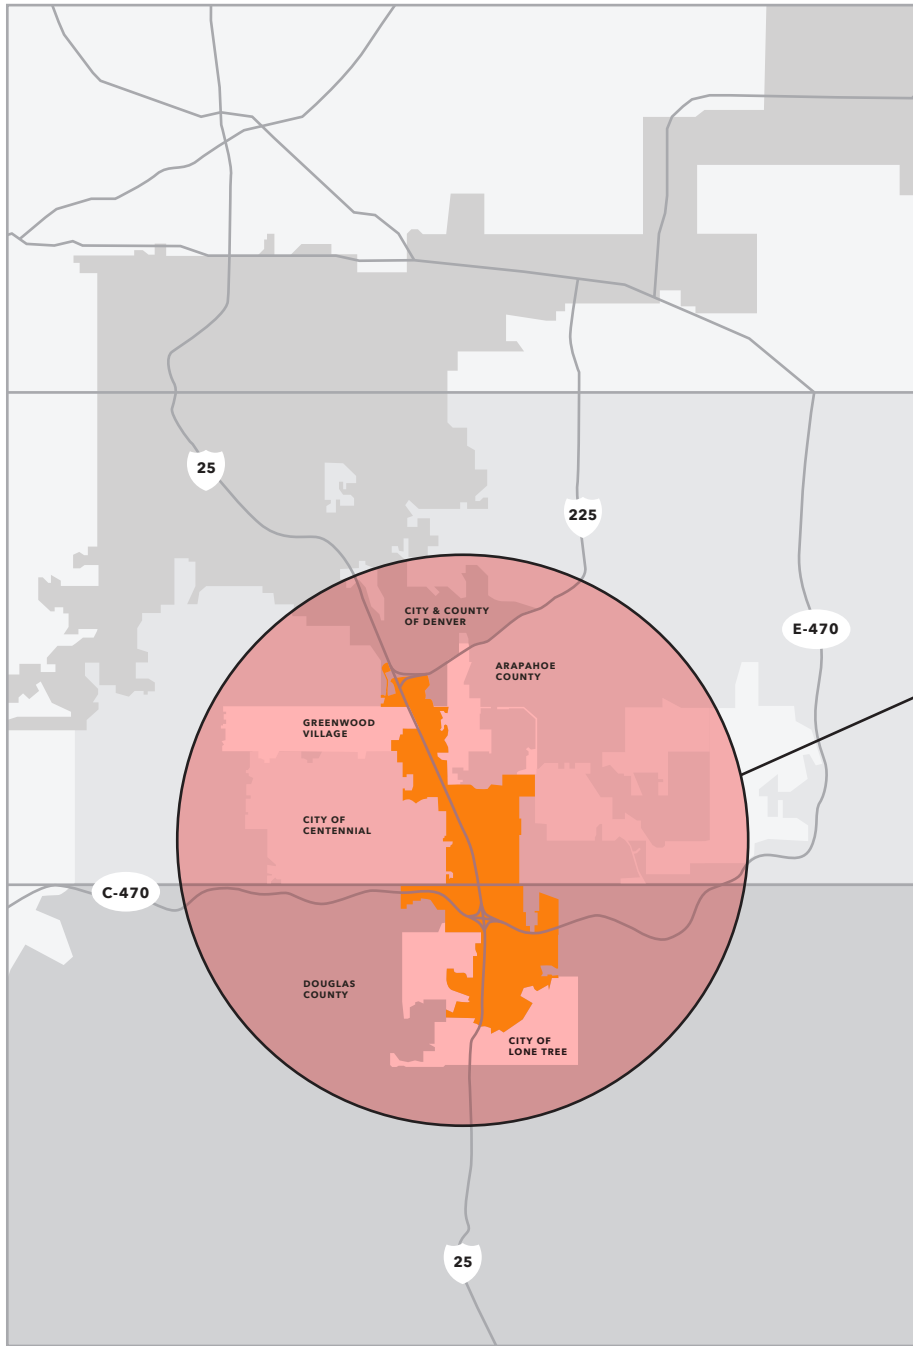 25
225
CITY & COUNTY
OF DENVER
E-470
ARAPAHOE
COUNTY
GREENWOOD
VILLAGE
CITY OF
CENTENNIAL
C-470
DOUGLAS
COUNTY
CITY OF
LONE TREE
25